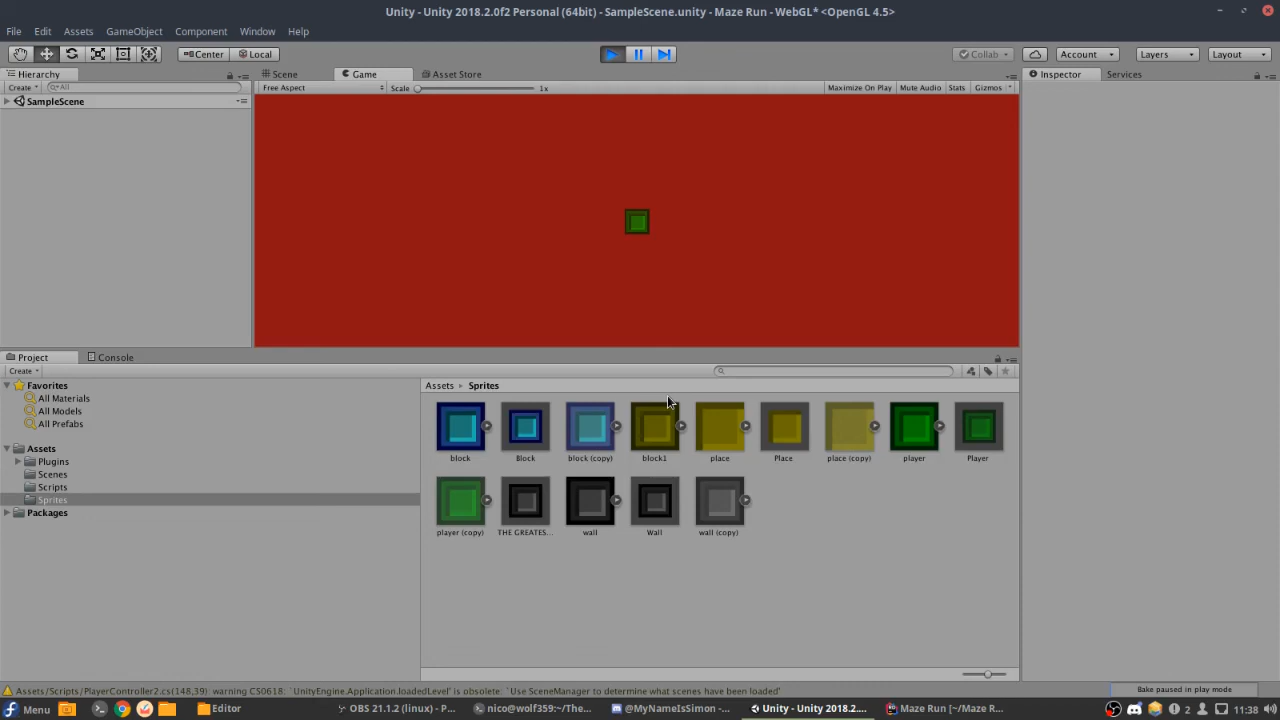 Unity - Unity 2018.2.0f2 Personal (64bit) - SampleScene.unity - Maze Run - WebGL* <OpenGL 4.5>
File Edit Assets GameObject Component Window Help
Center Local Collab Account Layers Layout
Hierarchy Scene Game Asset Store Inspector Services
Create All Free Aspect Scale 1x Maximize On Play Mute Audio Stats Gizmos
SampleScene
Project Console
Create
Favorites Assets Sprites
All Materials
All Models
All Prefabs
Assets
Plugins
Scenes
Scripts
Sprites
Packages
block Block block (copy) block1 place Place place (copy) player Player
player (copy) THE GREATES... wall Wall wall (copy)
Assets/Scripts/PlayerController2.cs(148,39): warning CS0618: `UnityEngine.Application.loadedLevel' is obsolete: `Use SceneManager to determine what scenes have been loaded'
Bake paused in play mode
Menu Editor OBS 21.1.2 (linux) - P... nico@wolf359:~/The... @MyNameIsSimon -... Unity - Unity 2018.2.... Maze Run [~/Maze R... 2 11:38